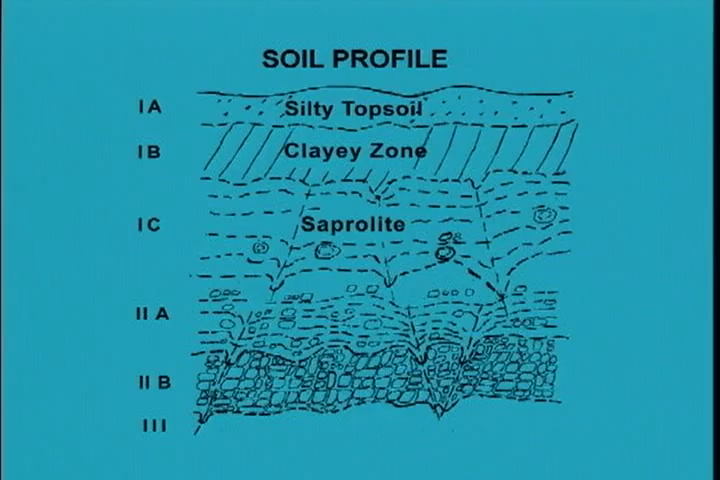 SOIL PROFILE
I A
Silty Topsoil
I B
Clayey Zone
I C
Saprolite
II A
II B
III